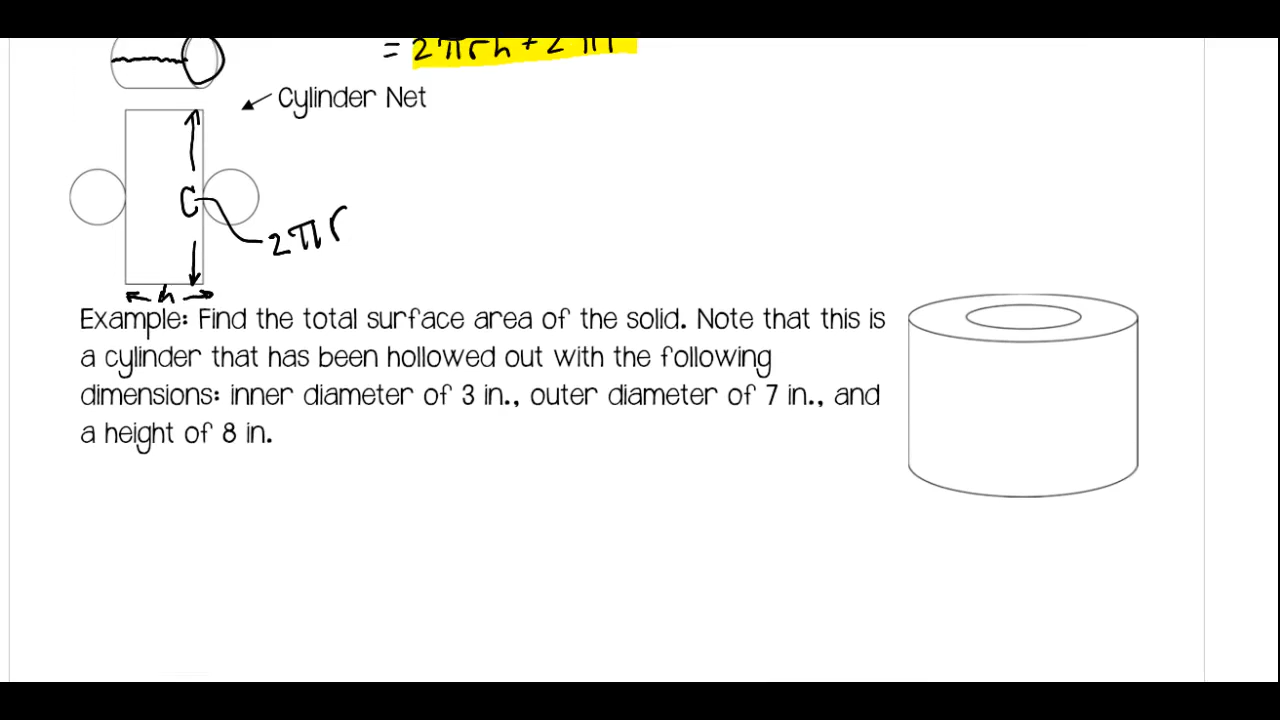 = 2πrh + 2πr
Cylinder Net
C
2πr
h
Example: Find the total surface area of the solid. Note that this is
a cylinder that has been hollowed out with the following
dimensions: inner diameter of 3 in., outer diameter of 7 in., and
a height of 8 in.